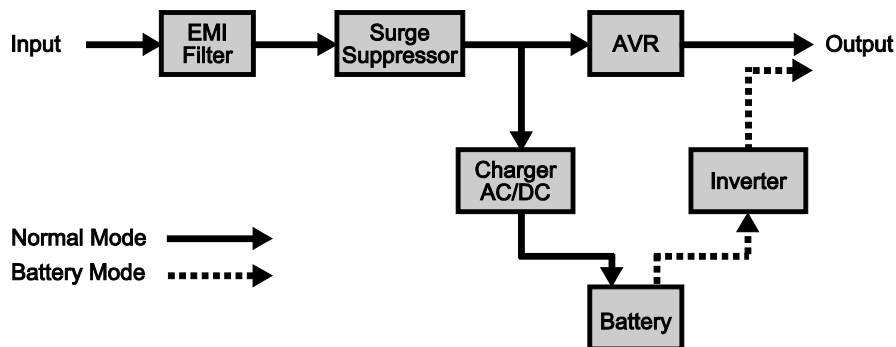 Input
EMI
Filter
Surge
Suppressor
AVR
Output
Charger
AC/DC
Inverter
Normal Mode
Battery Mode
Battery